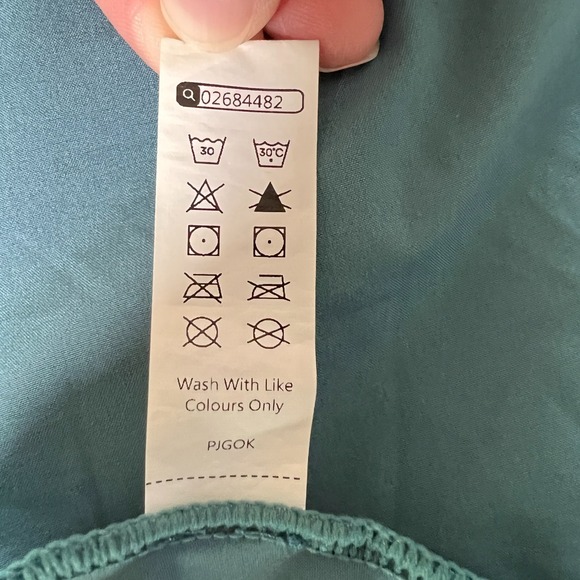 02684482
30 30°C
Wash With Like
Colours Only
PJGOK